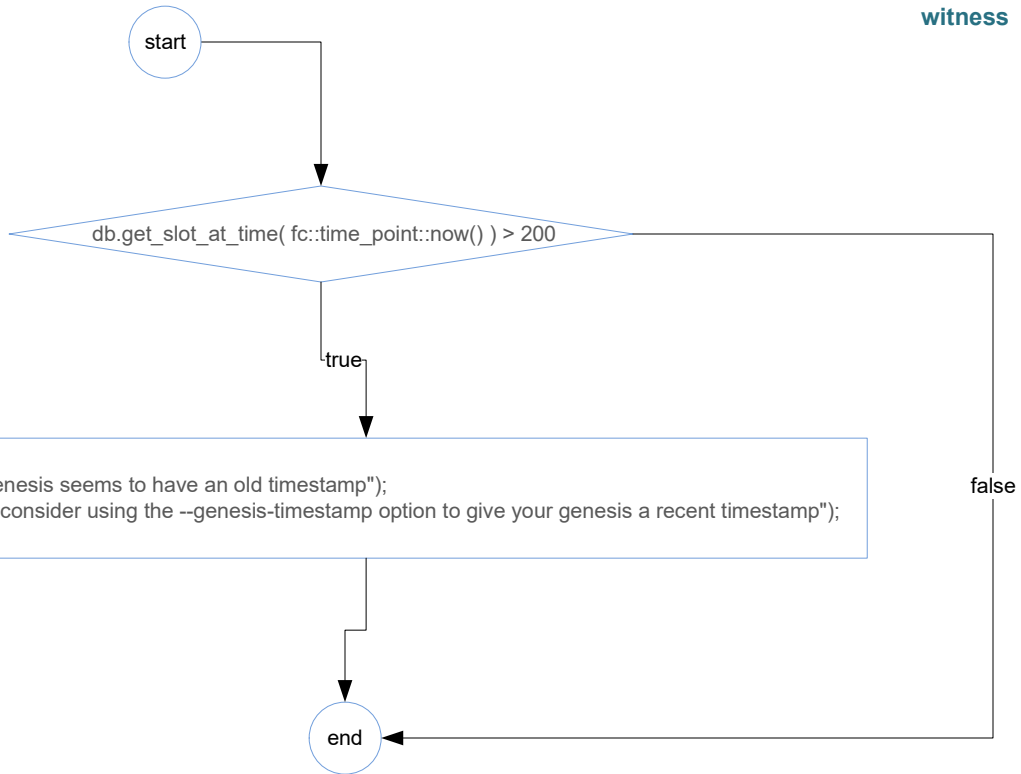 witness
start
db.get_slot_at_time( fc::time_point::now() ) > 200
true
enesis seems to have an old timestamp");
consider using the --genesis-timestamp option to give your genesis a recent timestamp");
false
end